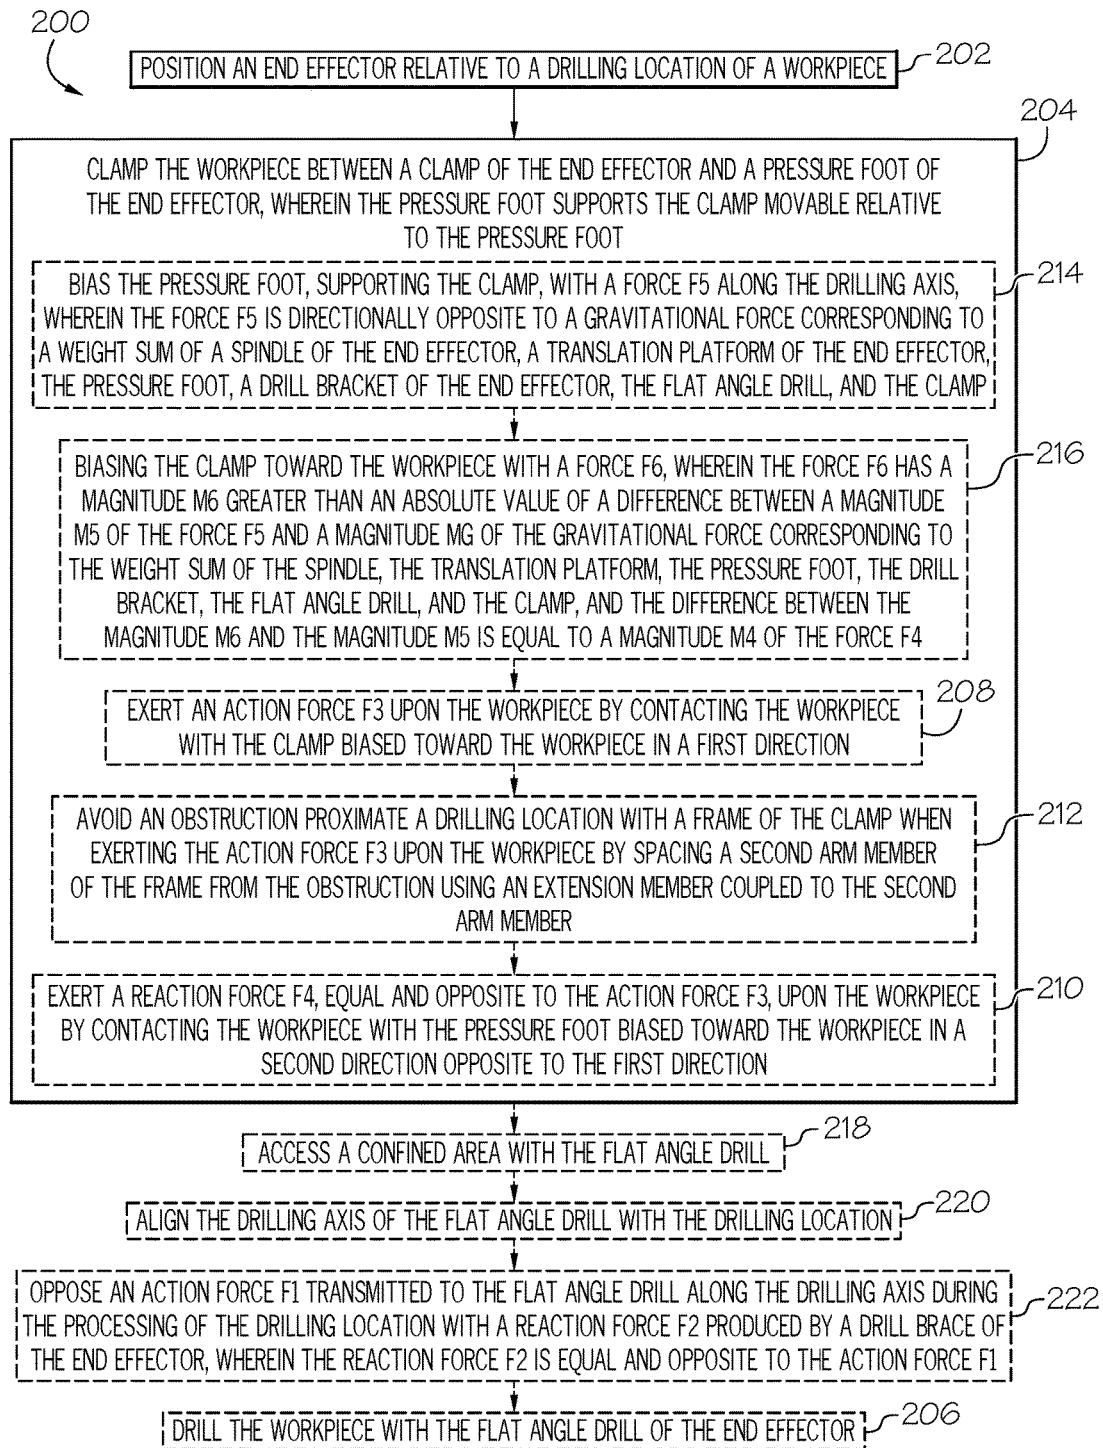 200
POSITION AN END EFFECTOR RELATIVE TO A DRILLING LOCATION OF A WORKPIECE
202
204
CLAMP THE WORKPIECE BETWEEN A CLAMP OF THE END EFFECTOR AND A PRESSURE FOOT OF
THE END EFFECTOR, WHEREIN THE PRESSURE FOOT SUPPORTS THE CLAMP MOVABLE RELATIVE
TO THE PRESSURE FOOT
214
BIAS THE PRESSURE FOOT, SUPPORTING THE CLAMP, WITH A FORCE F5 ALONG THE DRILLING AXIS,
WHEREIN THE FORCE F5 IS DIRECTIONALLY OPPOSITE TO A GRAVITATIONAL FORCE CORRESPONDING TO
A WEIGHT SUM OF A SPINDLE OF THE END EFFECTOR, A TRANSLATION PLATFORM OF THE END EFFECTOR,
THE PRESSURE FOOT, A DRILL BRACKET OF THE END EFFECTOR, THE FLAT ANGLE DRILL, AND THE CLAMP
216
BIASING THE CLAMP TOWARD THE WORKPIECE WITH A FORCE F6, WHEREIN THE FORCE F6 HAS A
MAGNITUDE M6 GREATER THAN AN ABSOLUTE VALUE OF A DIFFERENCE BETWEEN A MAGNITUDE
M5 OF THE FORCE F5 AND A MAGNITUDE MG OF THE GRAVITATIONAL FORCE CORRESPONDING TO
THE WEIGHT SUM OF THE SPINDLE, THE TRANSLATION PLATFORM, THE PRESSURE FOOT, THE DRILL
BRACKET, THE FLAT ANGLE DRILL, AND THE CLAMP, AND THE DIFFERENCE BETWEEN THE
MAGNITUDE M6 AND THE MAGNITUDE M5 IS EQUAL TO A MAGNITUDE M4 OF THE FORCE F4
208
EXERT AN ACTION FORCE F3 UPON THE WORKPIECE BY CONTACTING THE WORKPIECE
WITH THE CLAMP BIASED TOWARD THE WORKPIECE IN A FIRST DIRECTION
212
AVOID AN OBSTRUCTION PROXIMATE A DRILLING LOCATION WITH A FRAME OF THE CLAMP WHEN
EXERTING THE ACTION FORCE F3 UPON THE WORKPIECE BY SPACING A SECOND ARM MEMBER
OF THE FRAME FROM THE OBSTRUCTION USING AN EXTENSION MEMBER COUPLED TO THE SECOND
ARM MEMBER
210
EXERT A REACTION FORCE F4, EQUAL AND OPPOSITE TO THE ACTION FORCE F3, UPON THE WORKPIECE
BY CONTACTING THE WORKPIECE WITH THE PRESSURE FOOT BIASED TOWARD THE WORKPIECE IN A
SECOND DIRECTION OPPOSITE TO THE FIRST DIRECTION
218
ACCESS A CONFINED AREA WITH THE FLAT ANGLE DRILL
220
ALIGN THE DRILLING AXIS OF THE FLAT ANGLE DRILL WITH THE DRILLING LOCATION
222
OPPOSE AN ACTION FORCE F1 TRANSMITTED TO THE FLAT ANGLE DRILL ALONG THE DRILLING AXIS DURING
THE PROCESSING OF THE DRILLING LOCATION WITH A REACTION FORCE F2 PRODUCED BY A DRILL BRACE OF
THE END EFFECTOR, WHEREIN THE REACTION FORCE F2 IS EQUAL AND OPPOSITE TO THE ACTION FORCE F1
206
DRILL THE WORKPIECE WITH THE FLAT ANGLE DRILL OF THE END EFFECTOR